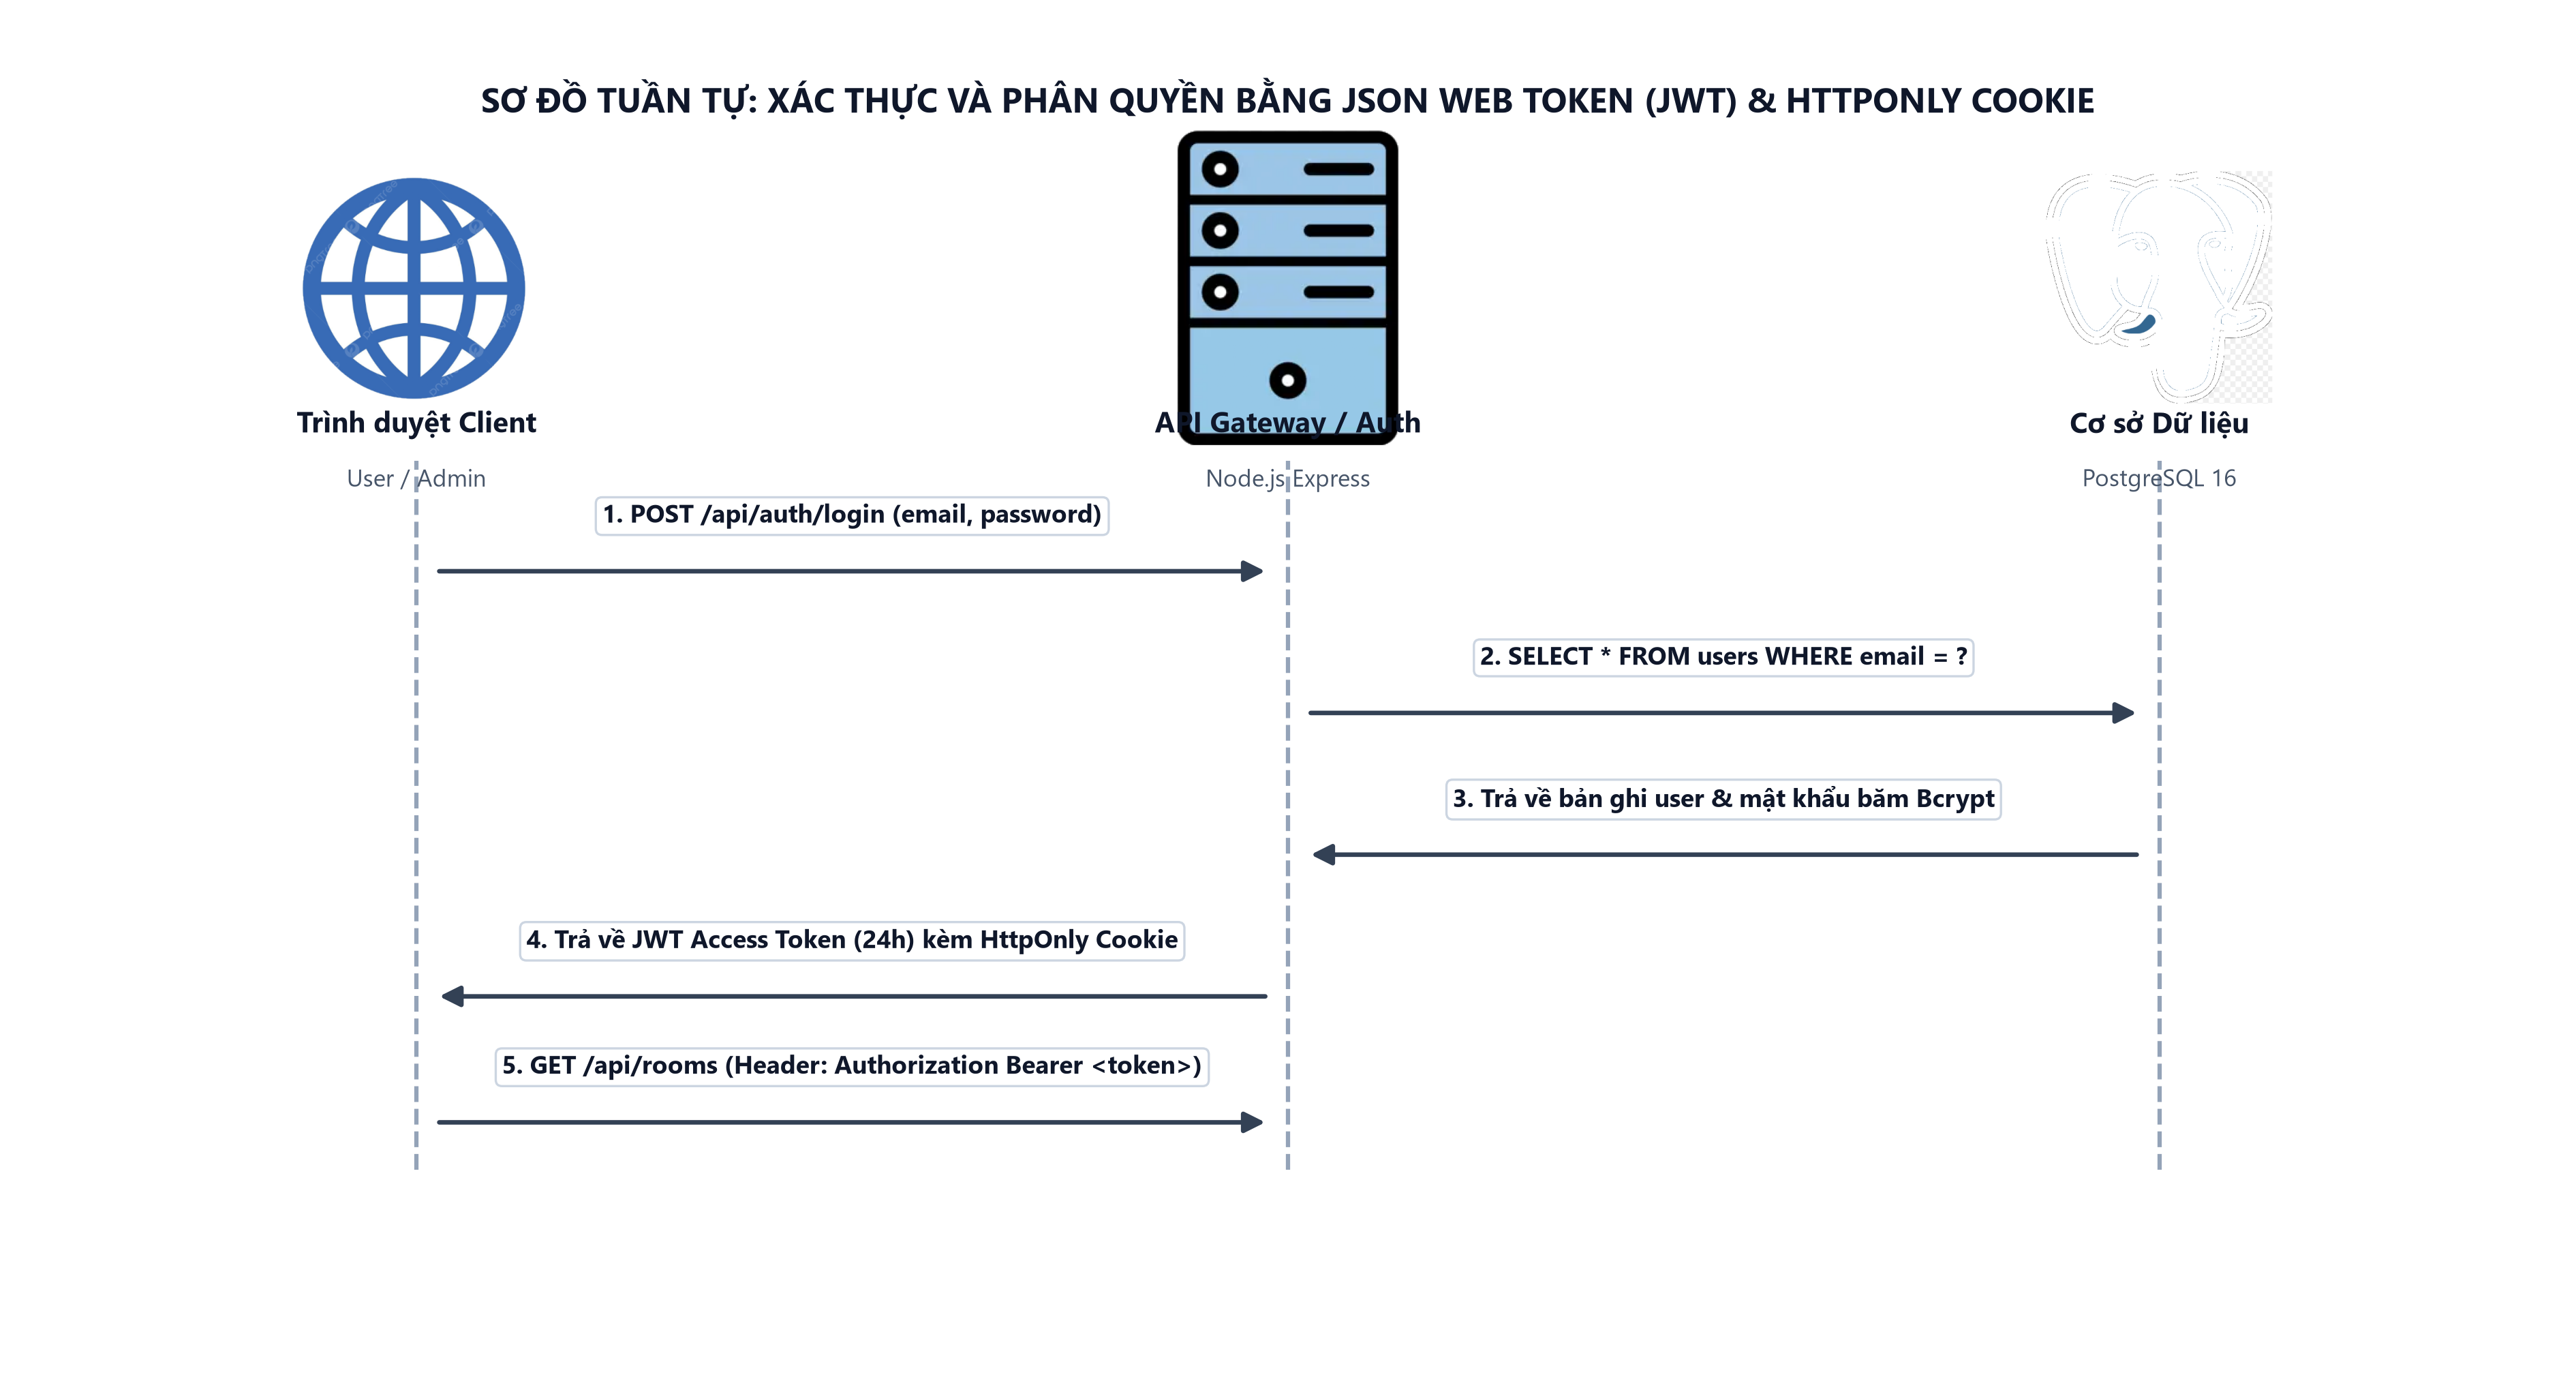 SƠ ĐỒ TUẦN TỰ: XÁC THỰC VÀ PHÂN QUYỀN BẰNG JSON WEB TOKEN (JWT) & HTTPONLY COOKIE
Trình duyệt Client
API Gateway / Auth
Cơ sở Dữ liệu
User / Admin
Node.js Express
PostgreSQL 16
1. POST /api/auth/login (email, password)
2. SELECT * FROM users WHERE email = ?
3. Trả về bản ghi user & mật khẩu băm Bcrypt
4. Trả về JWT Access Token (24h) kèm HttpOnly Cookie
5. GET /api/rooms (Header: Authorization Bearer <token>)